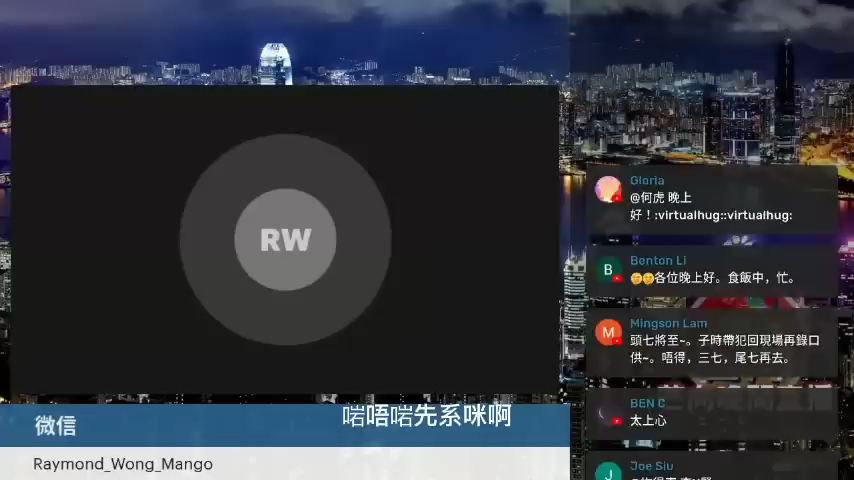 RW
微信
啱唔啱先系咪啊
Raymond_Wong_Mango
Gloria
@何虎 晚上
好！:virtualhug::virtualhug:
B
Benton Li
各位晚上好。食飯中，忙。
M
Mingson Lam
頭七將至~。子時帶犯回現場再錄口
供~。唔得，三七，尾七再去。
BEN C
太上心
J
Joe Siu